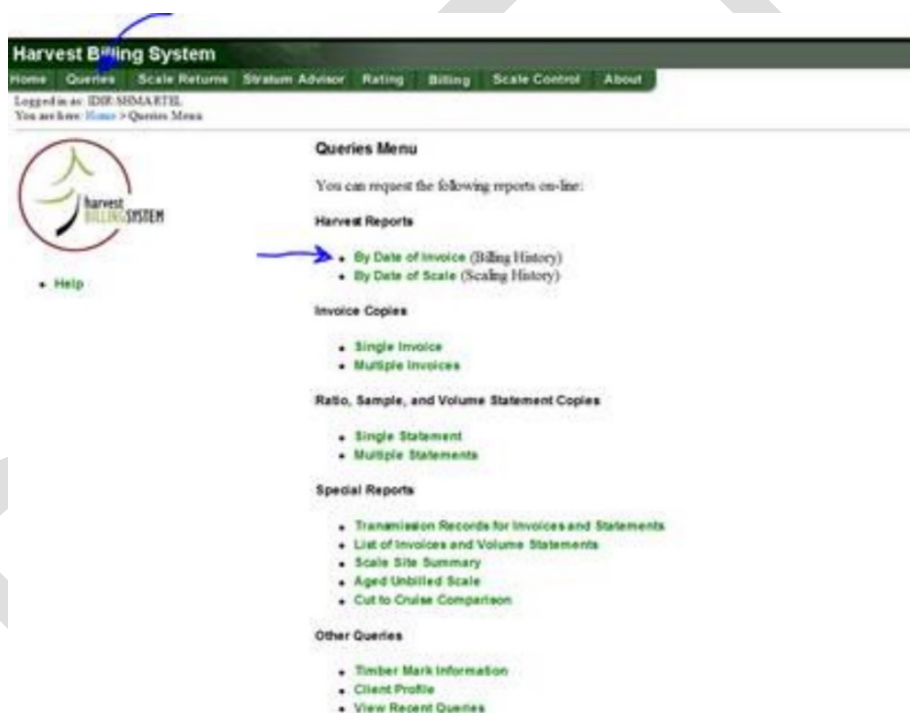 Harvest Billing System
Home Queries Scale Returns Stratum Advisor Rating Billing Scale Control About
Logged in as: IDIR\SHMARTEL
You are here: Home > Queries Menu
harvest
BILLING SYSTEM
Help
Queries Menu
You can request the following reports on-line:
Harvest Reports
By Date of Invoice (Billing History)
By Date of Scale (Scaling History)
Invoice Copies
Single Invoice
Multiple Invoices
Ratio, Sample, and Volume Statement Copies
Single Statement
Multiple Statements
Special Reports
Transmission Records for Invoices and Statements
List of Invoices and Volume Statements
Scale Site Summary
Aged Unbilled Scale
Cut to Cruise Comparison
Other Queries
Timber Mark Information
Client Profile
View Recent Queries